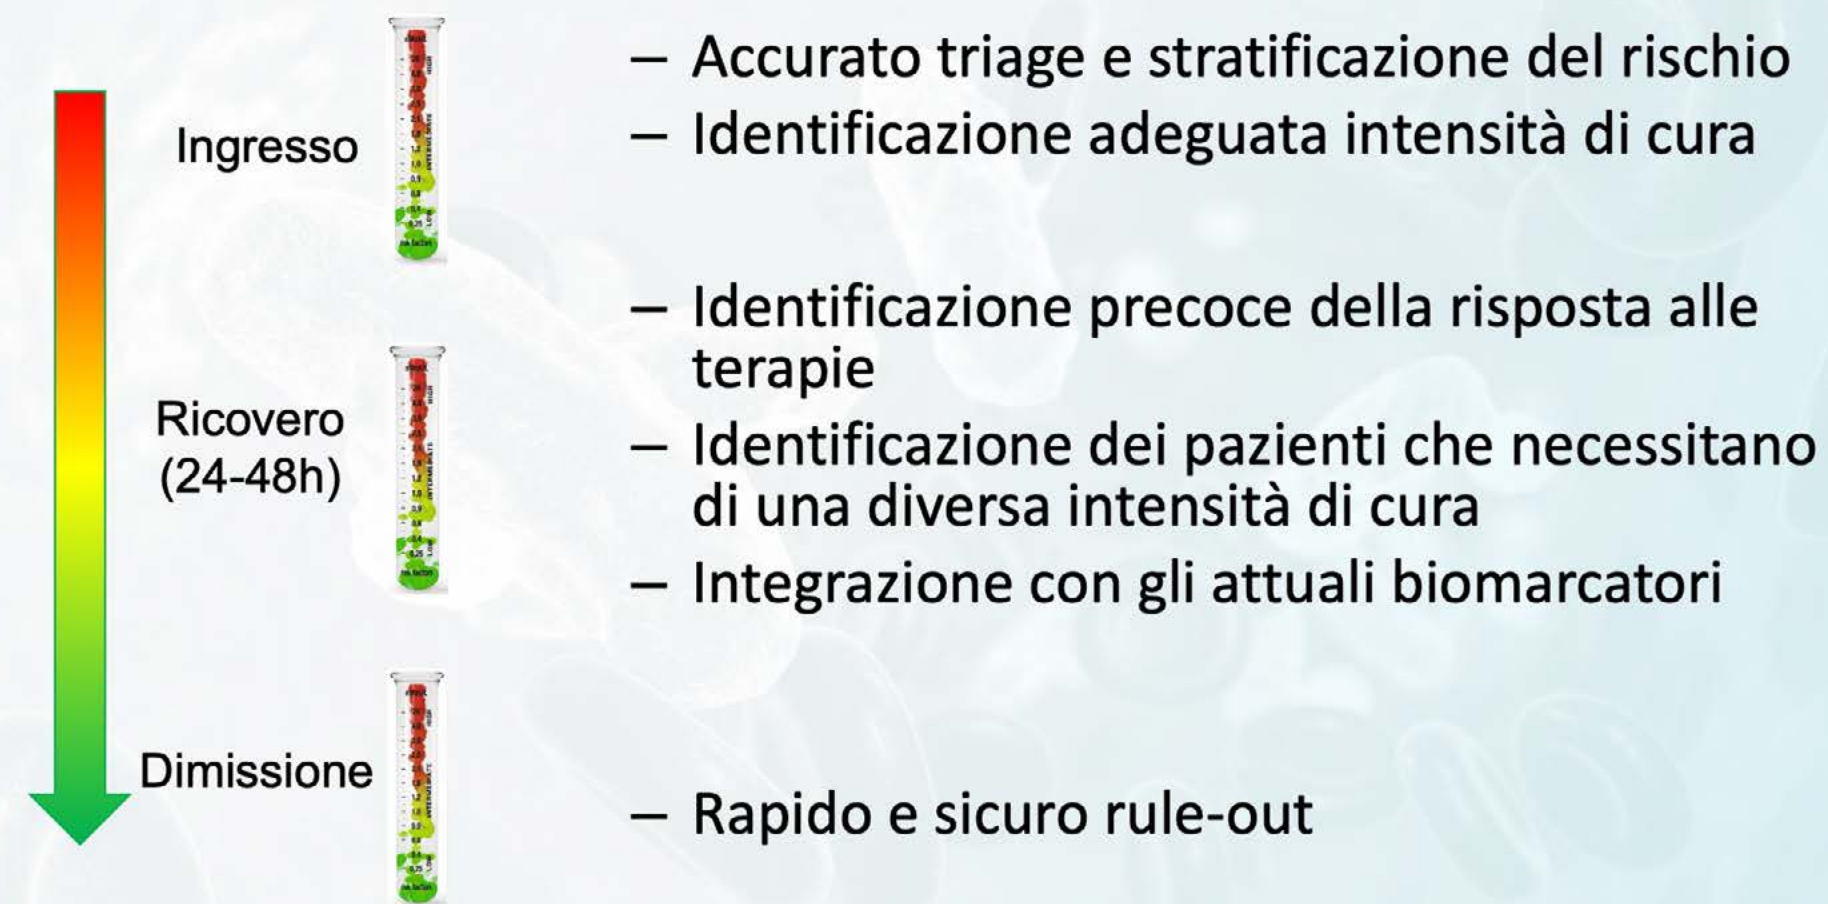 Ingresso
– Accurato triage e stratificazione del rischio
– Identificazione adeguata intensità di cura
Ricovero
(24-48h)
– Identificazione precoce della risposta alle
terapie
– Identificazione dei pazienti che necessitano
di una diversa intensità di cura
– Integrazione con gli attuali biomarcatori
Dimissione
– Rapido e sicuro rule-out